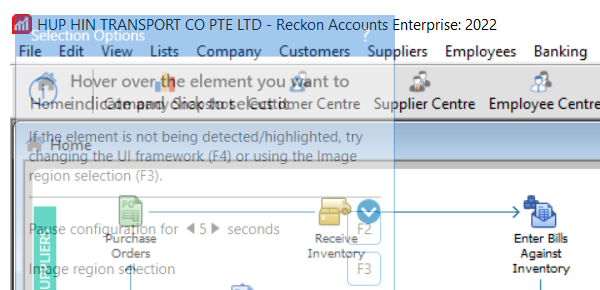 HUP HIN TRANSPORT CO PTE LTD - Reckon Accounts Enterprise: 2022
Selection Options ?
File Edit View Lists Company Customers Suppliers Employees Banking
Hover over the element you want to
indicate and click to select it.
Home Company Snapshot Customer Centre Supplier Centre Employee Centre
If the element is not being detected/highlighted, try
changing the UI framework (F4) or using the Image
region selection (F3).
Home
SUPPLIERS
Pause configuration for 5 seconds F2
Purchase
Orders
Receive
Inventory
Enter Bills
Against
Inventory
Image region selection F3